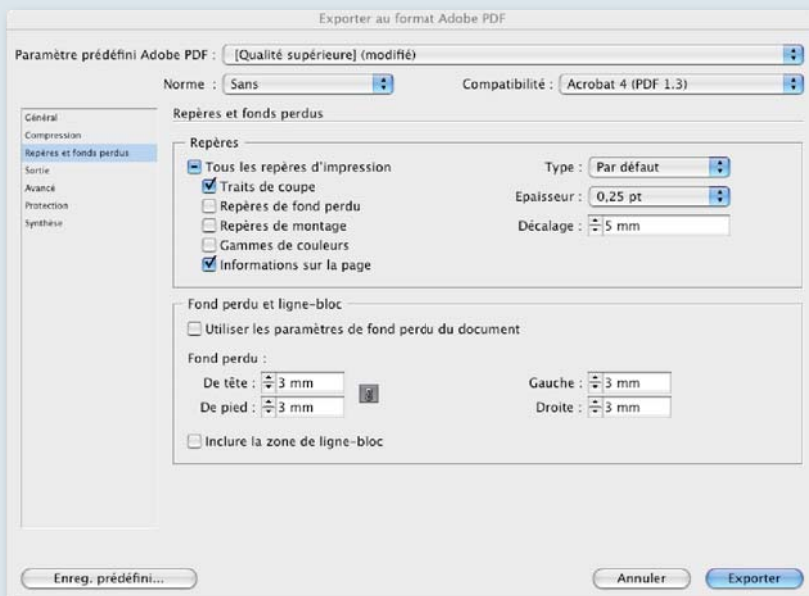 Exporter au format Adobe PDF
Paramètre prédéfini Adobe PDF : [Qualité supérieure] (modifié)
Norme : Sans Compatibilité : Acrobat 4 (PDF 1.3)
Général
Compression
Repères et fonds perdus
Sortie
Avancé
Protection
Synthèse
Repères et fonds perdus
Repères
Tous les repères d'impression
Traits de coupe
Repères de fond perdu
Repères de montage
Gammes de couleurs
Informations sur la page
Type : Par défaut
Epaisseur : 0,25 pt
Décalage : 5 mm
Fond perdu et ligne-bloc
Utiliser les paramètres de fond perdu du document
Fond perdu :
De tête : 3 mm Gauche : 3 mm
De pied : 3 mm Droite : 3 mm
Inclure la zone de ligne-bloc
Enreg. prédéfini... Annuler Exporter